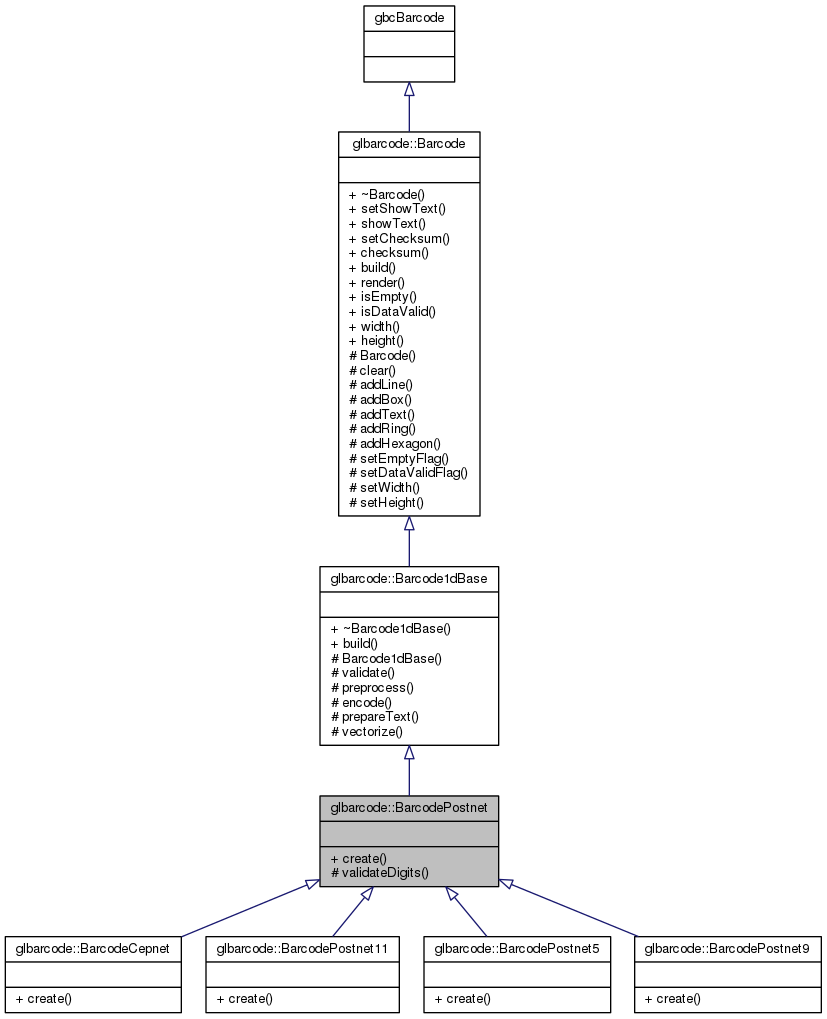 gbcBarcode
glbarcode::Barcode
+ ~Barcode()
+ setShowText()
+ showText()
+ setChecksum()
+ checksum()
+ build()
+ render()
+ isEmpty()
+ isDataValid()
+ width()
+ height()
# Barcode()
# clear()
# addLine()
# addBox()
# addText()
# addRing()
# addHexagon()
# setEmptyFlag()
# setDataValidFlag()
# setWidth()
# setHeight()
glbarcode::Barcode1dBase
+ ~Barcode1dBase()
+ build()
# Barcode1dBase()
# validate()
# preprocess()
# encode()
# prepareText()
# vectorize()
glbarcode::BarcodePostnet
+ create()
# validateDigits()
glbarcode::BarcodeCepnet
+ create()
glbarcode::BarcodePostnet11
+ create()
glbarcode::BarcodePostnet5
+ create()
glbarcode::BarcodePostnet9
+ create()